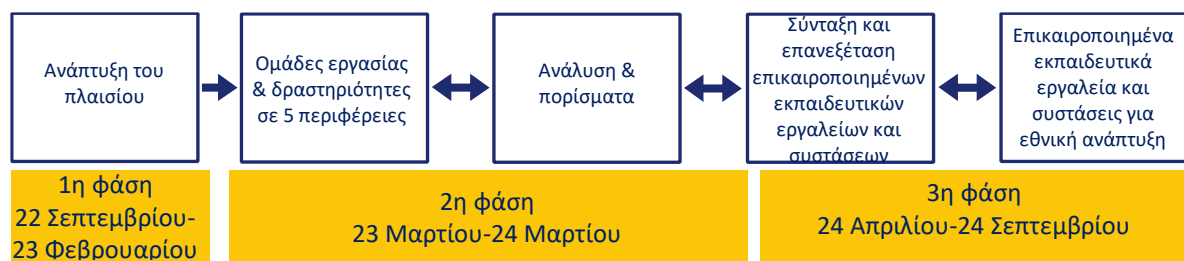 Ανάπτυξη του
πλαισίου
Ομάδες εργασίας
& δραστηριότητες
σε 5 περιφέρειες
Ανάλυση &
πορίσματα
Σύνταξη και
επανεξέταση
επικαιροποιημένων
εκπαιδευτικών
εργαλείων και
συστάσεων
Επικαιροποιημένα
εκπαιδευτικά
εργαλεία και
συστάσεις για
εθνική ανάπτυξη
1η φάση
22 Σεπτεμβρίου-
23 Φεβρουαρίου
2η φάση
23 Μαρτίου-24 Μαρτίου
3η φάση
24 Απριλίου-24 Σεπτεμβρίου